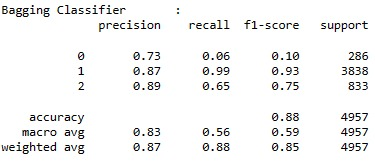 Bagging Classifier : 
precision recall f1-score support
0 0.73 0.06 0.10 286
1 0.87 0.99 0.93 3838
2 0.89 0.65 0.75 833
accuracy 0.88 4957
macro avg 0.83 0.56 0.59 4957
weighted avg 0.87 0.88 0.85 4957